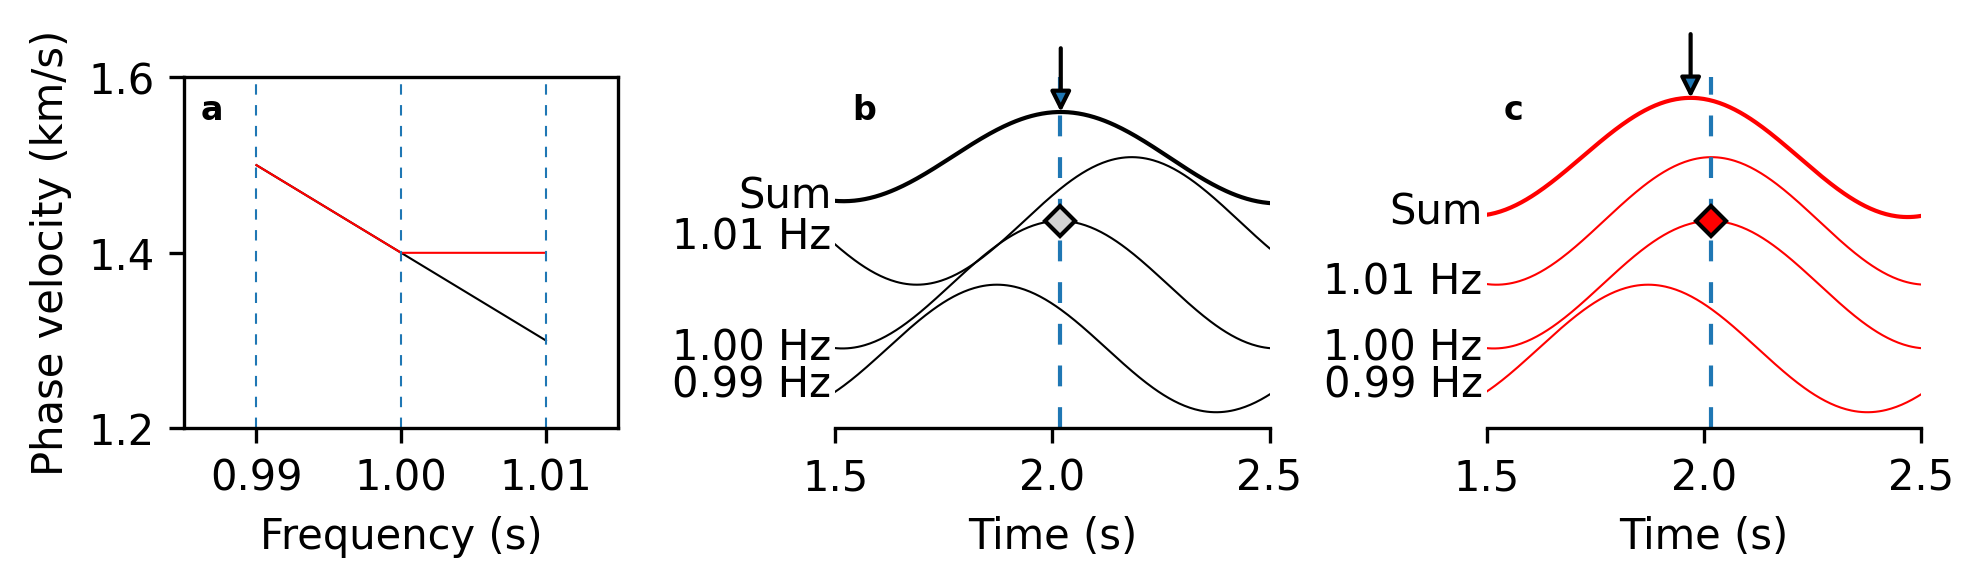 Phase velocity (km/s)
1.6
1.4
1.2
a
0.99 1.00 1.01
Frequency (s)
b
Sum
1.01 Hz
1.00 Hz
0.99 Hz
1.5 2.0 2.5
Time (s)
c
Sum
1.01 Hz
1.00 Hz
0.99 Hz
1.5 2.0 2.5
Time (s)